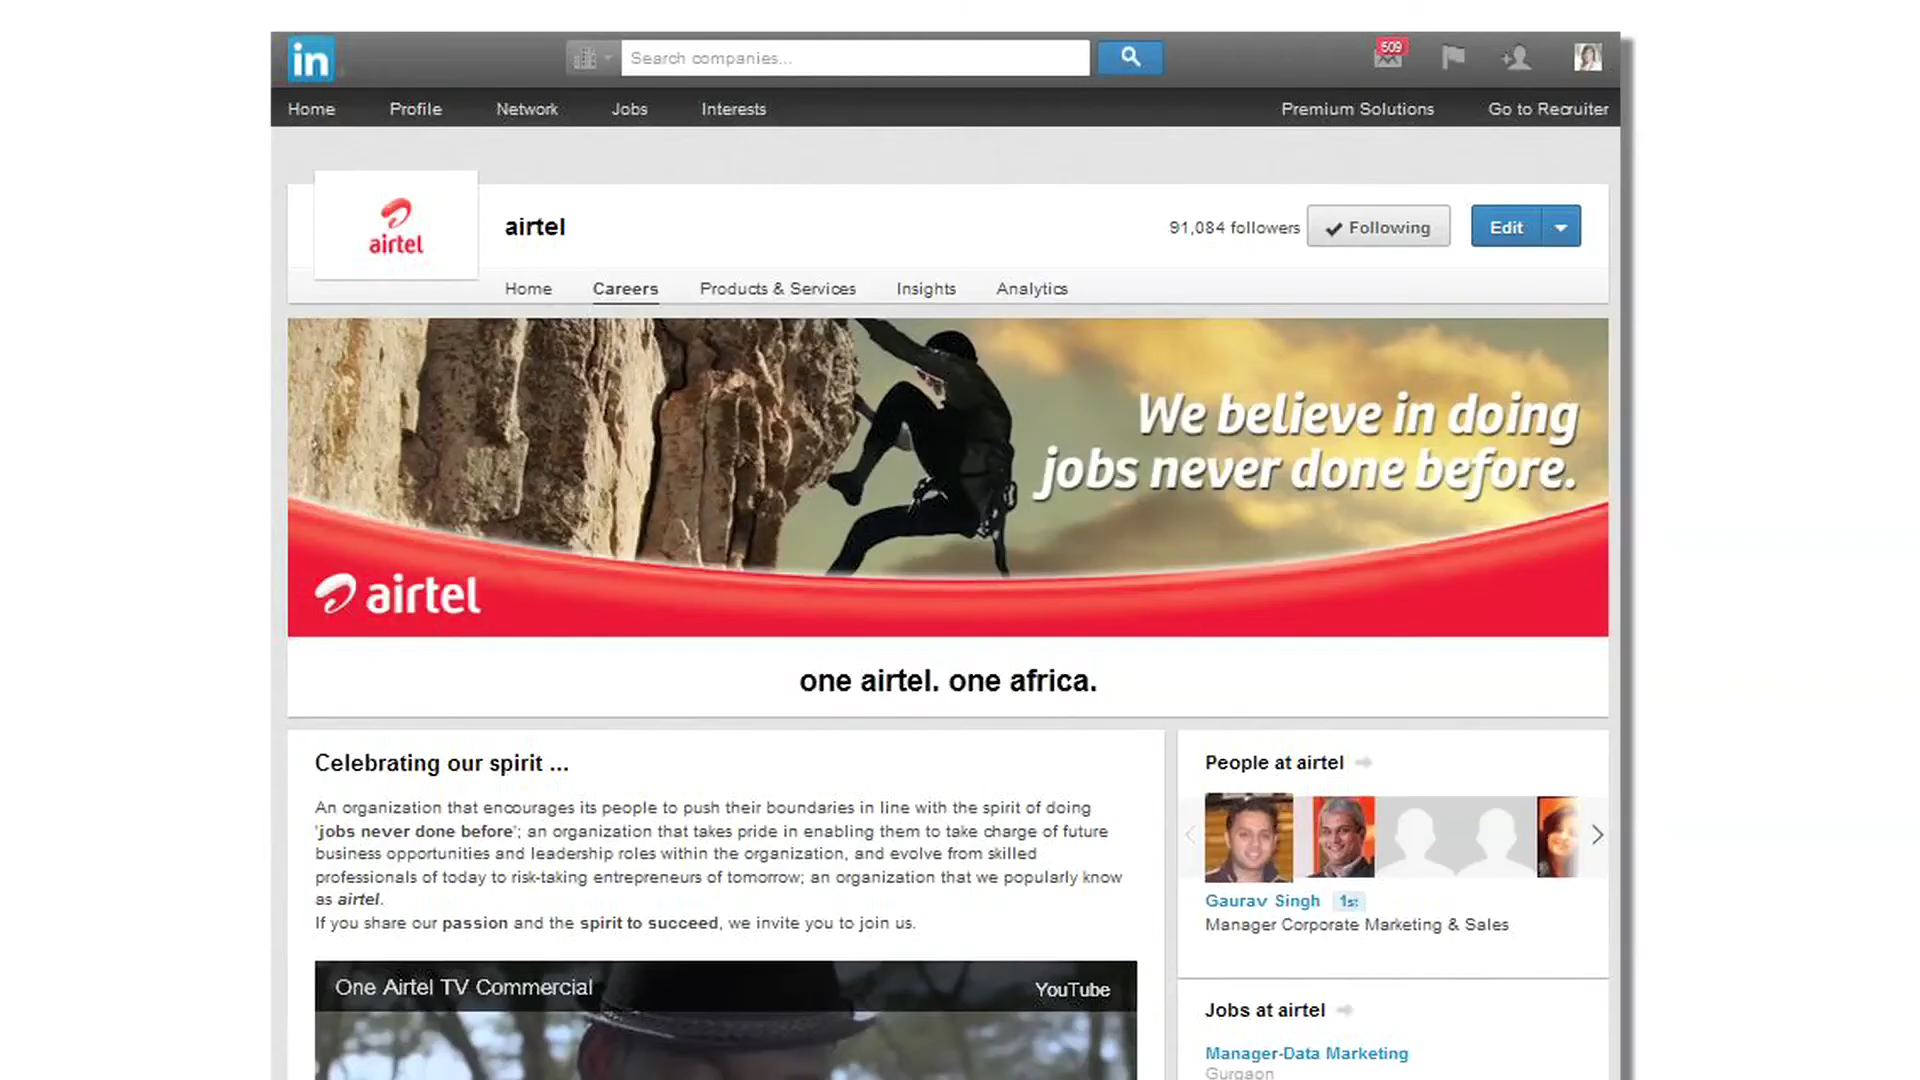 in
Search companies...
509
Home Profile Network Jobs Interests Premium Solutions Go to Recruiter
airtel
airtel
91,084 followers Following Edit
Home Careers Products & Services Insights Analytics
We believe in doing
jobs never done before.
airtel
one airtel. one africa.
Celebrating our spirit ...
An organization that encourages its people to push their boundaries in line with the spirit of doing
'jobs never done before'; an organization that takes pride in enabling them to take charge of future
business opportunities and leadership roles within the organization, and evolve from skilled
professionals of today to risk-taking entrepreneurs of tomorrow; an organization that we popularly know
as airtel.
If you share our passion and the spirit to succeed, we invite you to join us.
One Airtel TV Commercial YouTube
People at airtel
Gaurav Singh 1st
Manager Corporate Marketing & Sales
Jobs at airtel
Manager-Data Marketing
Gurgaon